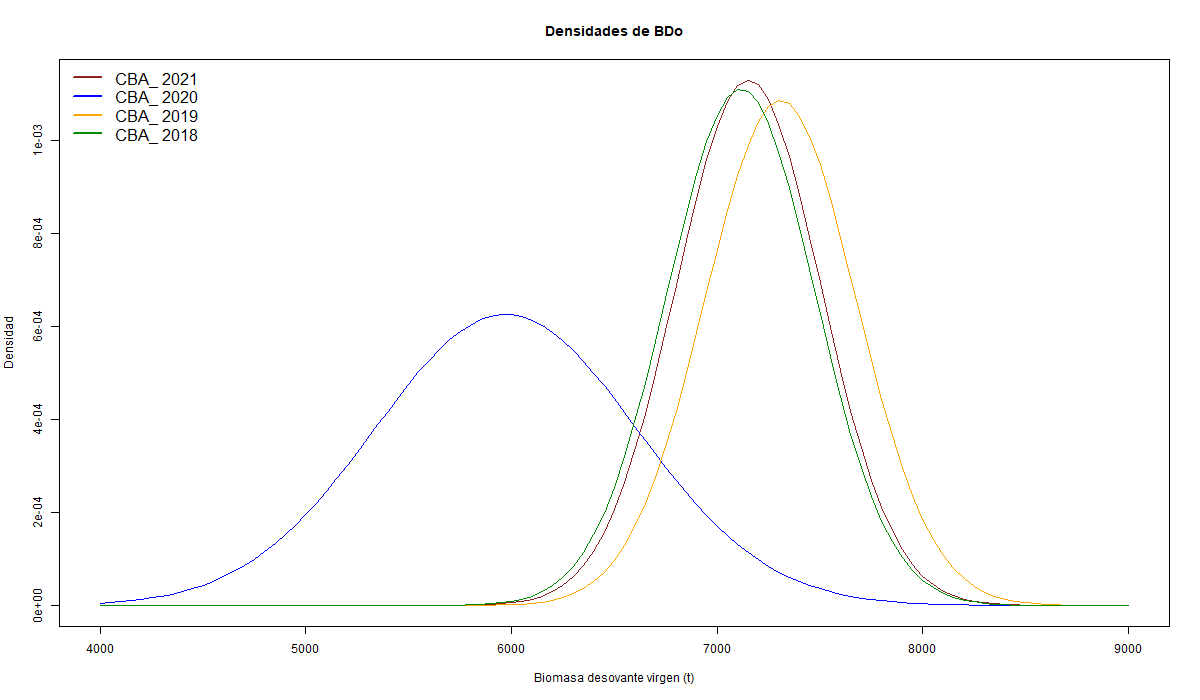 Densidades de BDo
CBA_ 2021
CBA_ 2020
CBA_ 2019
CBA_ 2018
Densidad
1e-03
8e-04
6e-04
4e-04
2e-04
0e+00
4000 5000 6000 7000 8000 9000
Biomasa desovante virgen (t)